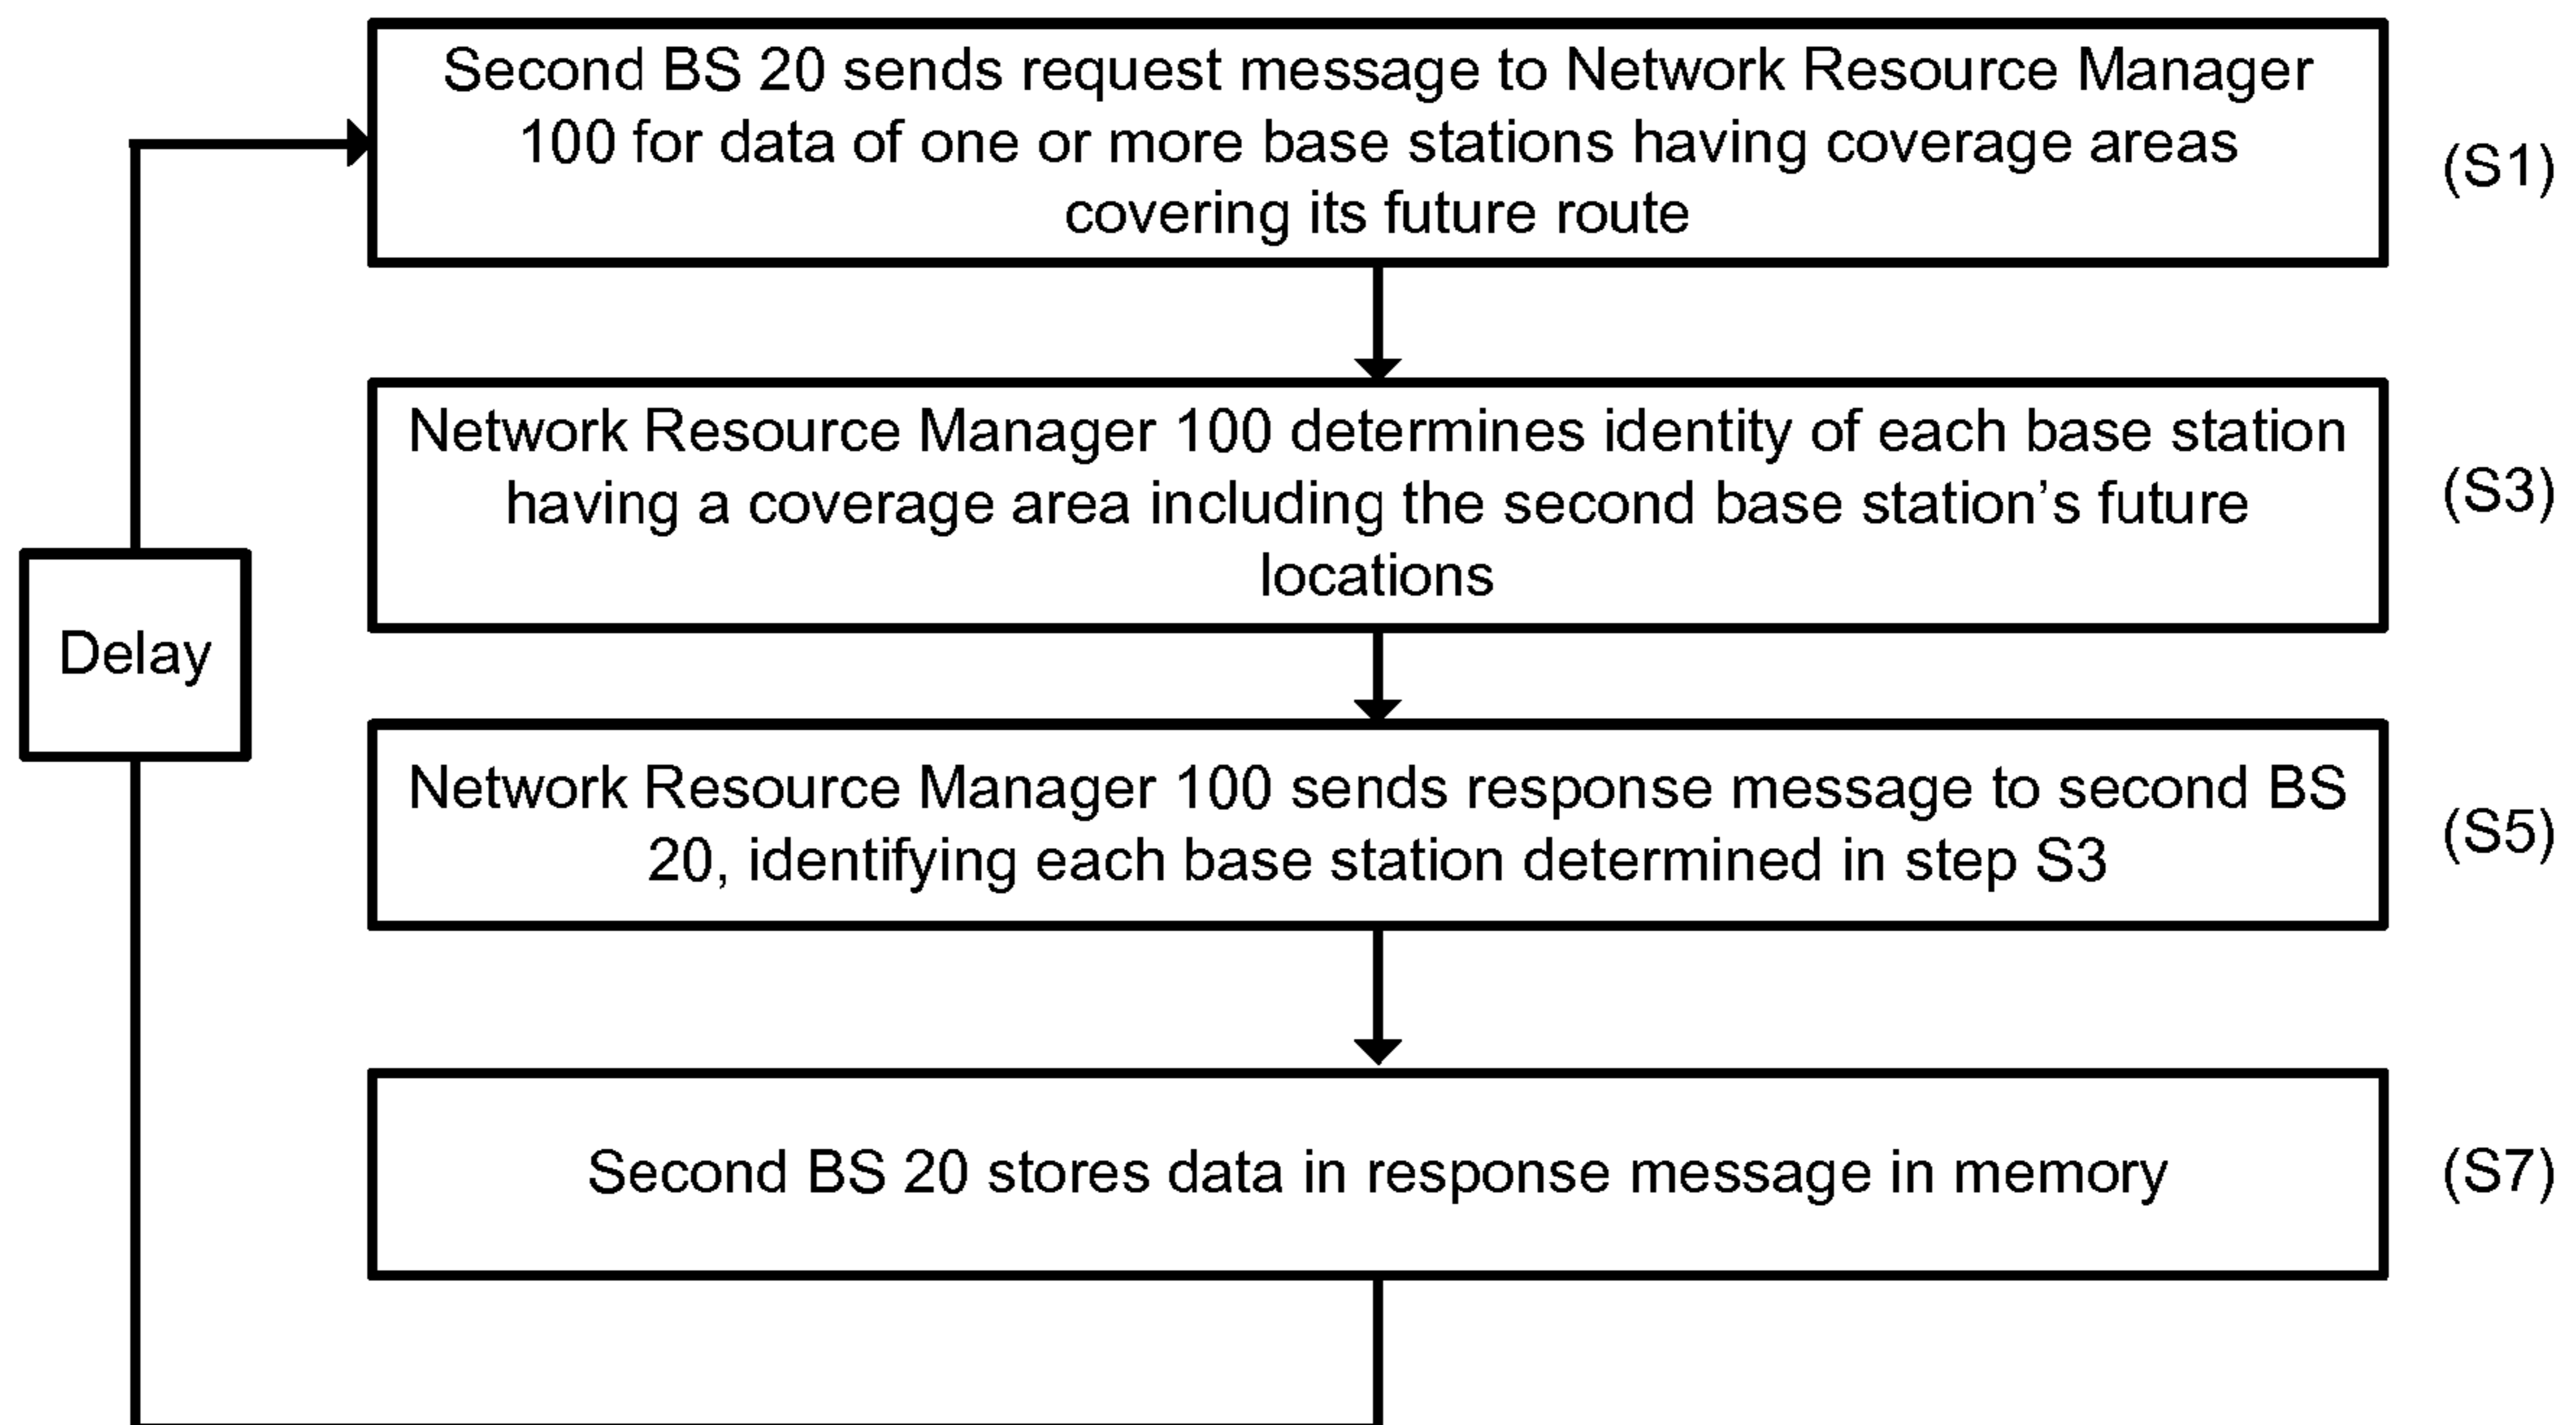 Second BS 20 sends request message to Network Resource Manager
100 for data of one or more base stations having coverage areas
covering its future route
(S1)
Network Resource Manager 100 determines identity of each base station
having a coverage area including the second base station’s future
locations
(S3)
Delay
Network Resource Manager 100 sends response message to second BS
20, identifying each base station determined in step S3
(S5)
Second BS 20 stores data in response message in memory
(S7)